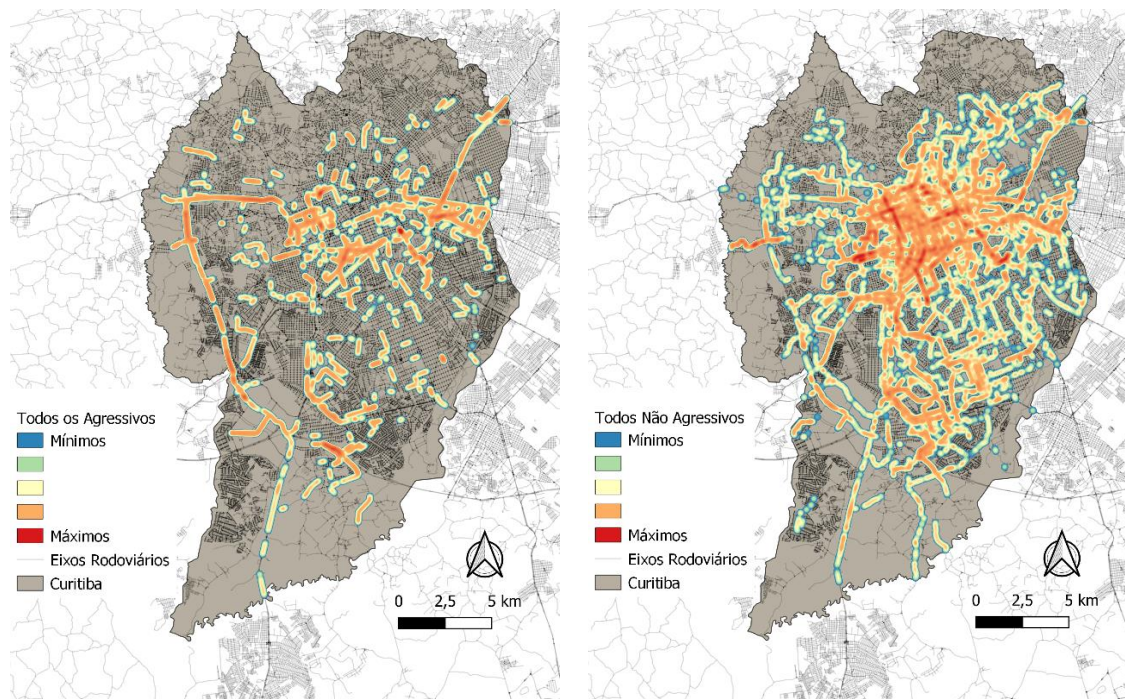 Todos os Agressivos
Mínimos
Máximos
Eixos Rodoviários
Curitiba
0 2,5 5 km
Todos Não Agressivos
Mínimos
Máximos
Eixos Rodoviários
Curitiba
0 2,5 5 km